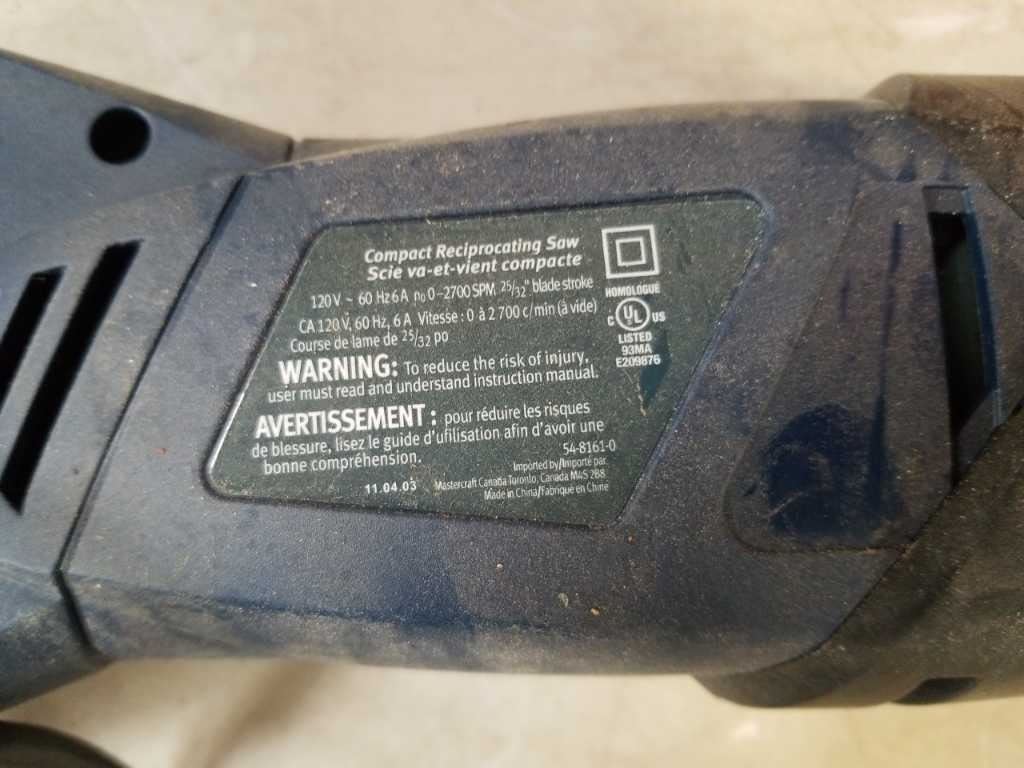 Compact Reciprocating Saw
Scie va-et-vient compacte
120V ~ 60 Hz 6A n₀ 0–2700 SPM 25/32" blade stroke
CA 120 V, 60 Hz, 6 A Vitesse : 0 à 2 700 c/min (à vide)
Course de lame de 25/32 po
HOMOLOGUE
C UL US
LISTED
93MA
E209876
WARNING: To reduce the risk of injury,
user must read and understand instruction manual.
AVERTISSEMENT : pour réduire les risques
de blessure, lisez le guide d'utilisation afin d'avoir une
bonne compréhension.
54-8161-0
11.04.03
Imported by/Importé par
Mastercraft Canada Toronto, Canada M4S 2B8
Made in China/Fabriqué en Chine